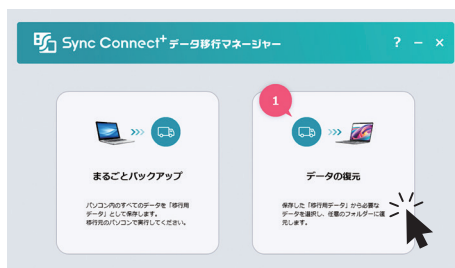 Sync Connect+データ移行マネージャー ? － ×
1
まるごとバックアップ
パソコン内のすべてのデータを「移行用
データ」として保存します。
移行元のパソコンで実行してください。
データの復元
保存した「移行用データ」から必要な
データを選択し、任意のフォルダーに復
元します。